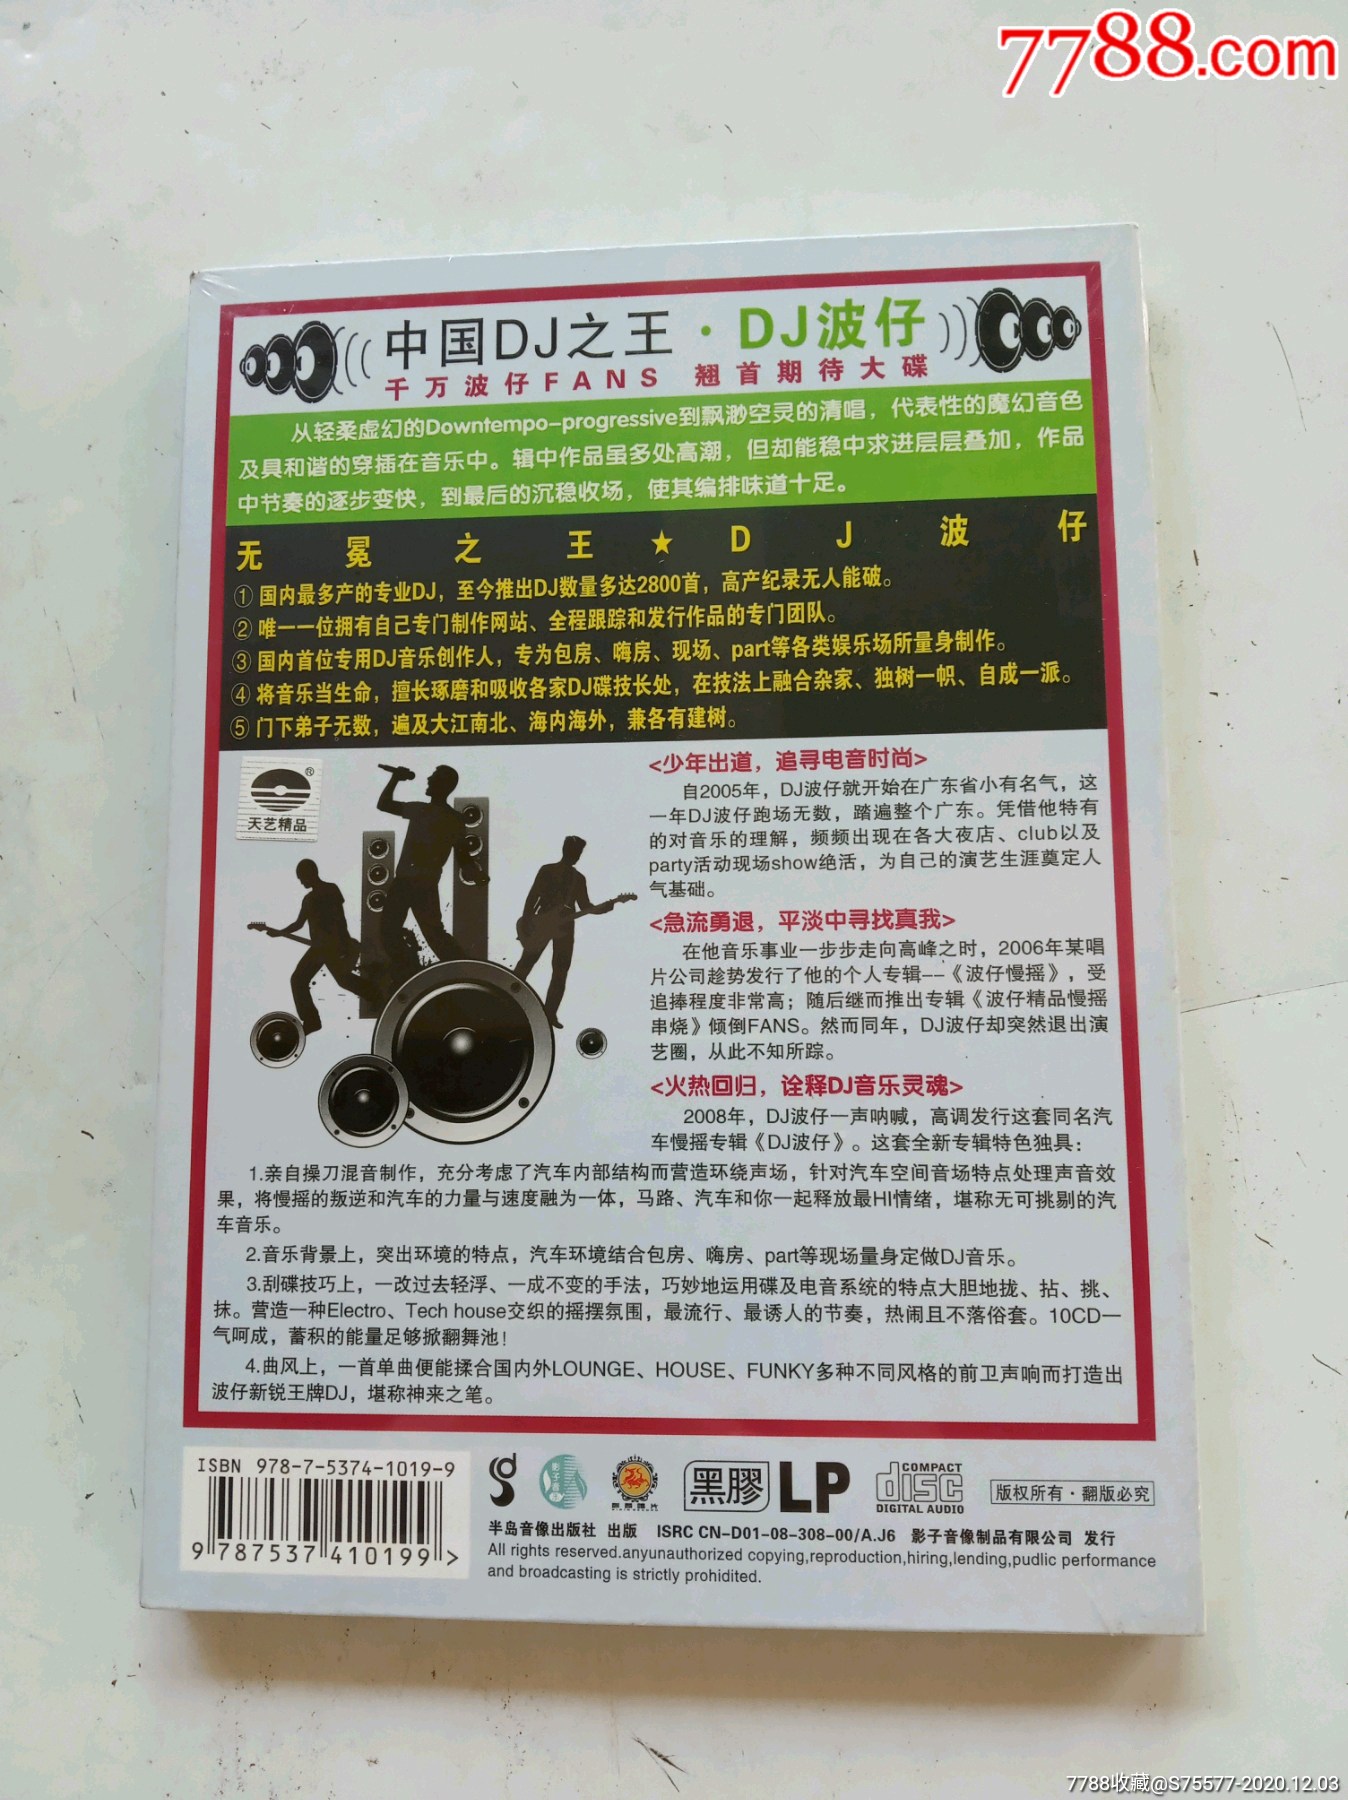 7788.com
中国DJ之王·DJ波仔
千万波仔FANS 翘首期待大碟
从轻柔虚幻的Downtempo-progressive到飘渺空灵的清唱，代表性的魔幻音色
及具和谐的穿插在音乐中。辑中作品虽多处高潮，但却能稳中求进层层叠加，作品
中节奏的逐步变快，到最后的沉稳收场，使其编排味道十足。
无冕之王★DJ波仔
① 国内最多产的专业DJ，至今推出DJ数量多达2800首，高产纪录无人能破。
② 唯一一位拥有自己专门制作网站、全程跟踪和发行作品的专门团队。
③ 国内首位专用DJ音乐创作人，专为包房、嗨房、现场、part等各类娱乐场所量身制作。
④ 将音乐当生命，擅长琢磨和吸收各家DJ碟技长处，在技法上融合杂家、独树一帜、自成一派。
⑤ 门下弟子无数，遍及大江南北、海内海外，兼各有建树。
®
天艺精品
<少年出道，追寻电音时尚>
自2005年，DJ波仔就开始在广东省小有名气，这
一年DJ波仔跑场无数，踏遍整个广东。凭借他特有
的对音乐的理解，频频出现在各大夜店、club以及
party活动现场show绝活，为自己的演艺生涯奠定人
气基础。
<急流勇退，平淡中寻找真我>
在他音乐事业一步步走向高峰之时，2006年某唱
片公司趁势发行了他的个人专辑--《波仔慢摇》，受
追捧程度非常高；随后继而推出专辑《波仔精品慢摇
串烧》倾倒FANS。然而同年，DJ波仔却突然退出演
艺圈，从此不知所踪。
<火热回归，诠释DJ音乐灵魂>
2008年，DJ波仔一声呐喊，高调发行这套同名汽
车慢摇专辑《DJ波仔》。这套全新专辑特色独具：
1.亲自操刀混音制作，充分考虑了汽车内部结构而营造环绕声场，针对汽车空间音场特点处理声音效
果，将慢摇的叛逆和汽车的力量与速度融为一体，马路、汽车和你一起释放最HI情绪，堪称无可挑剔的汽
车音乐。
2.音乐背景上，突出环境的特点，汽车环境结合包房、嗨房、part等现场量身定做DJ音乐。
3.刮碟技巧上，一改过去轻浮、一成不变的手法，巧妙地运用碟及电音系统的特点大胆地拢、拈、挑、
抹。营造一种Electro、Tech house交织的摇摆氛围，最流行、最诱人的节奏，热闹且不落俗套。10CD一
气呵成，蓄积的能量足够掀翻舞池！
4.曲风上，一首单曲便能揉合国内外LOUNGE、HOUSE、FUNKY多种不同风格的前卫声响而打造出
波仔新锐王牌DJ，堪称神来之笔。
ISBN 978-7-5374-1019-9
9 787537 410199 >
黑膠 LP
COMPACT
disc
DIGITAL AUDIO
版权所有·翻版必究
半岛音像出版社 出版 ISRC CN-D01-08-308-00/A.J6 影子音像制品有限公司 发行
All rights reserved.anyunauthorized copying,reproduction,hiring,lending,pudlic performance
and broadcasting is strictly prohidited.
7788收藏@S75577-2020.12.03